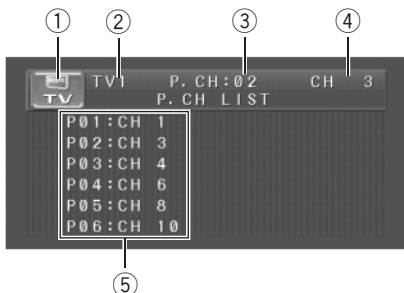 ① ② ③ ④
TV TV1 P.CH:02 CH 3
P.CH LIST
P01:CH 1
P02:CH 3
P03:CH 4
P04:CH 6
P05:CH 8
P06:CH 10
⑤